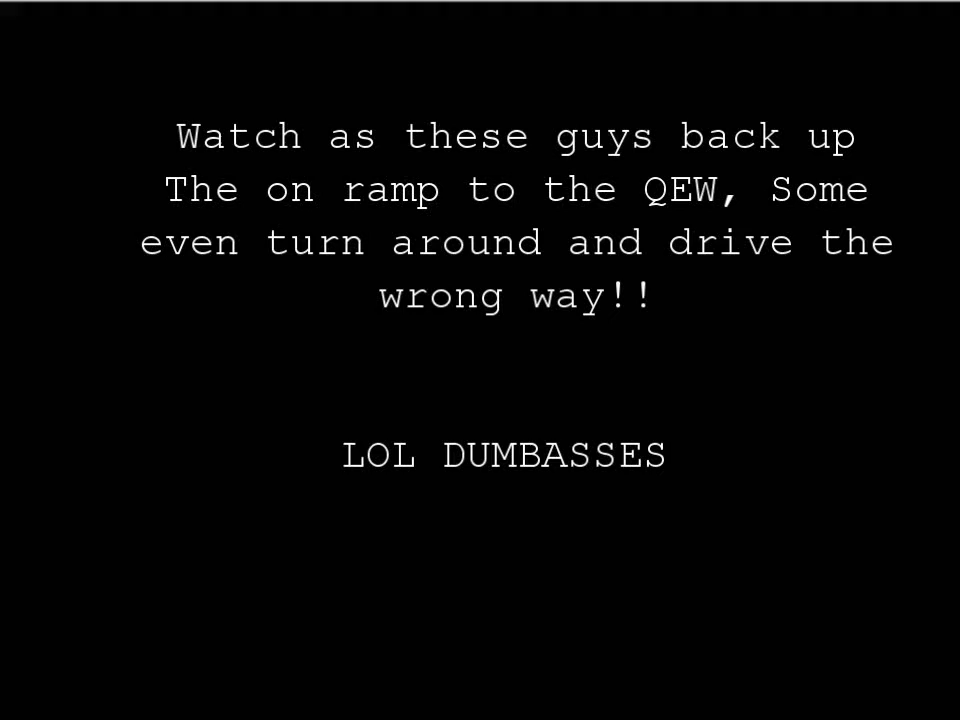 Watch as these guys back up
The on ramp to the QEW, Some
even turn around and drive the
wrong way!!
LOL DUMBASSES